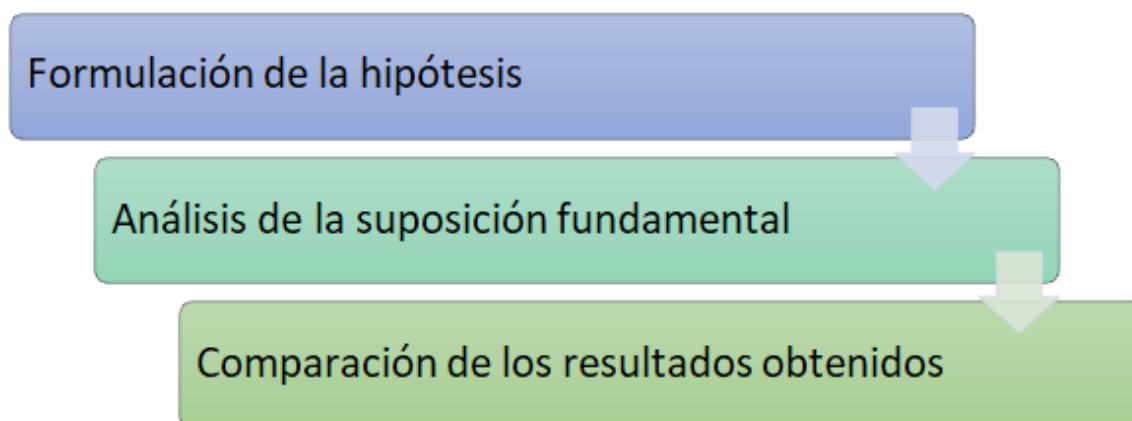 Formulación de la hipótesis
Análisis de la suposición fundamental
Comparación de los resultados obtenidos